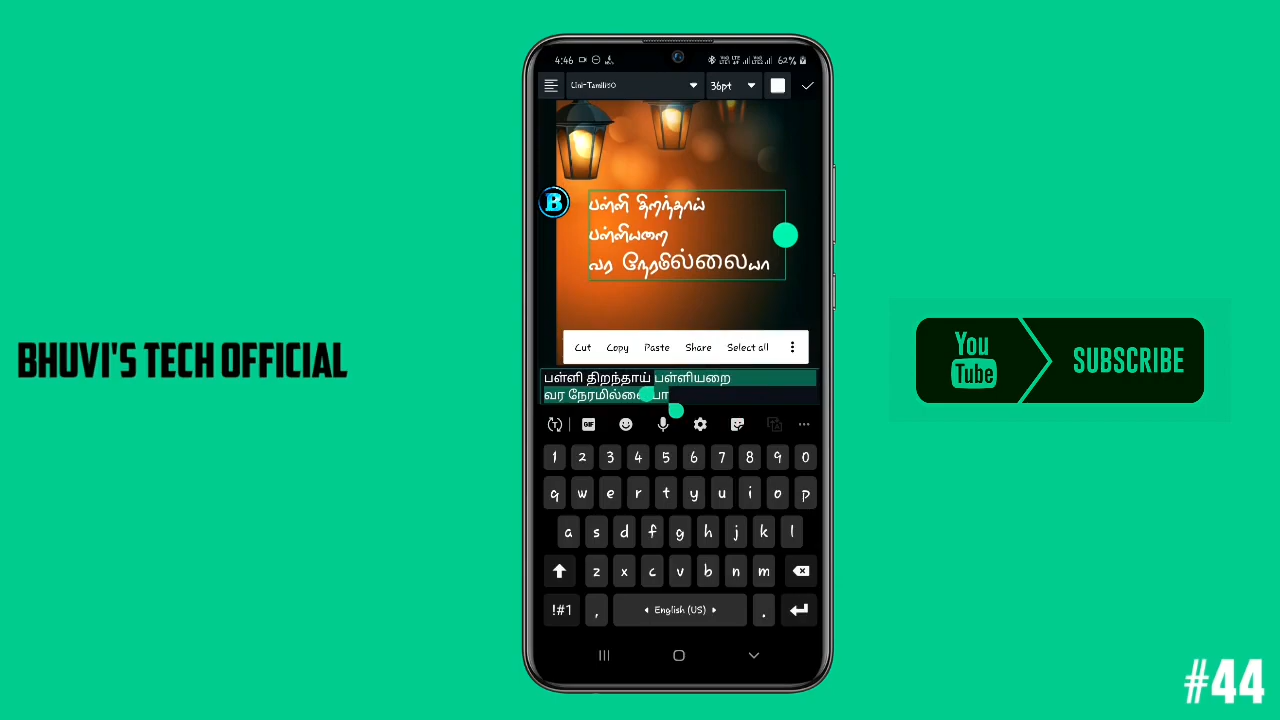 4:46
62%
Uni-Tamil150
36pt
பள்ளி திறந்தாய்
பள்ளியறை
வர நேரமில்லையா
B
Cut Copy Paste Share Select all
பள்ளி திறந்தாய் பள்ளியறை
வர நேரமில்லையா
BHUVI'S TECH OFFICIAL
You
Tube
SUBSCRIBE
T GIF
1 2 3 4 5 6 7 8 9 0
q w e r t y u i o p
a s d f g h j k l
z x c v b n m
!#1 , English (US) .
#44